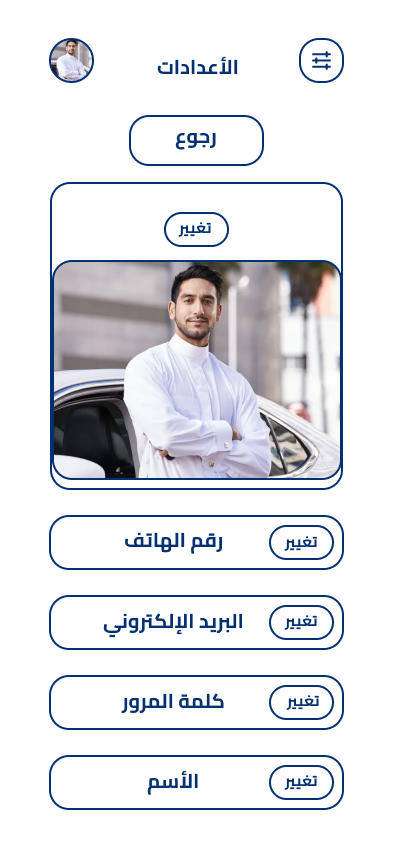 الأعدادات
رجوع
تغيير
تغيير رقم الهاتف
تغيير البريد الإلكتروني
تغيير كلمة المرور
تغيير الأسم